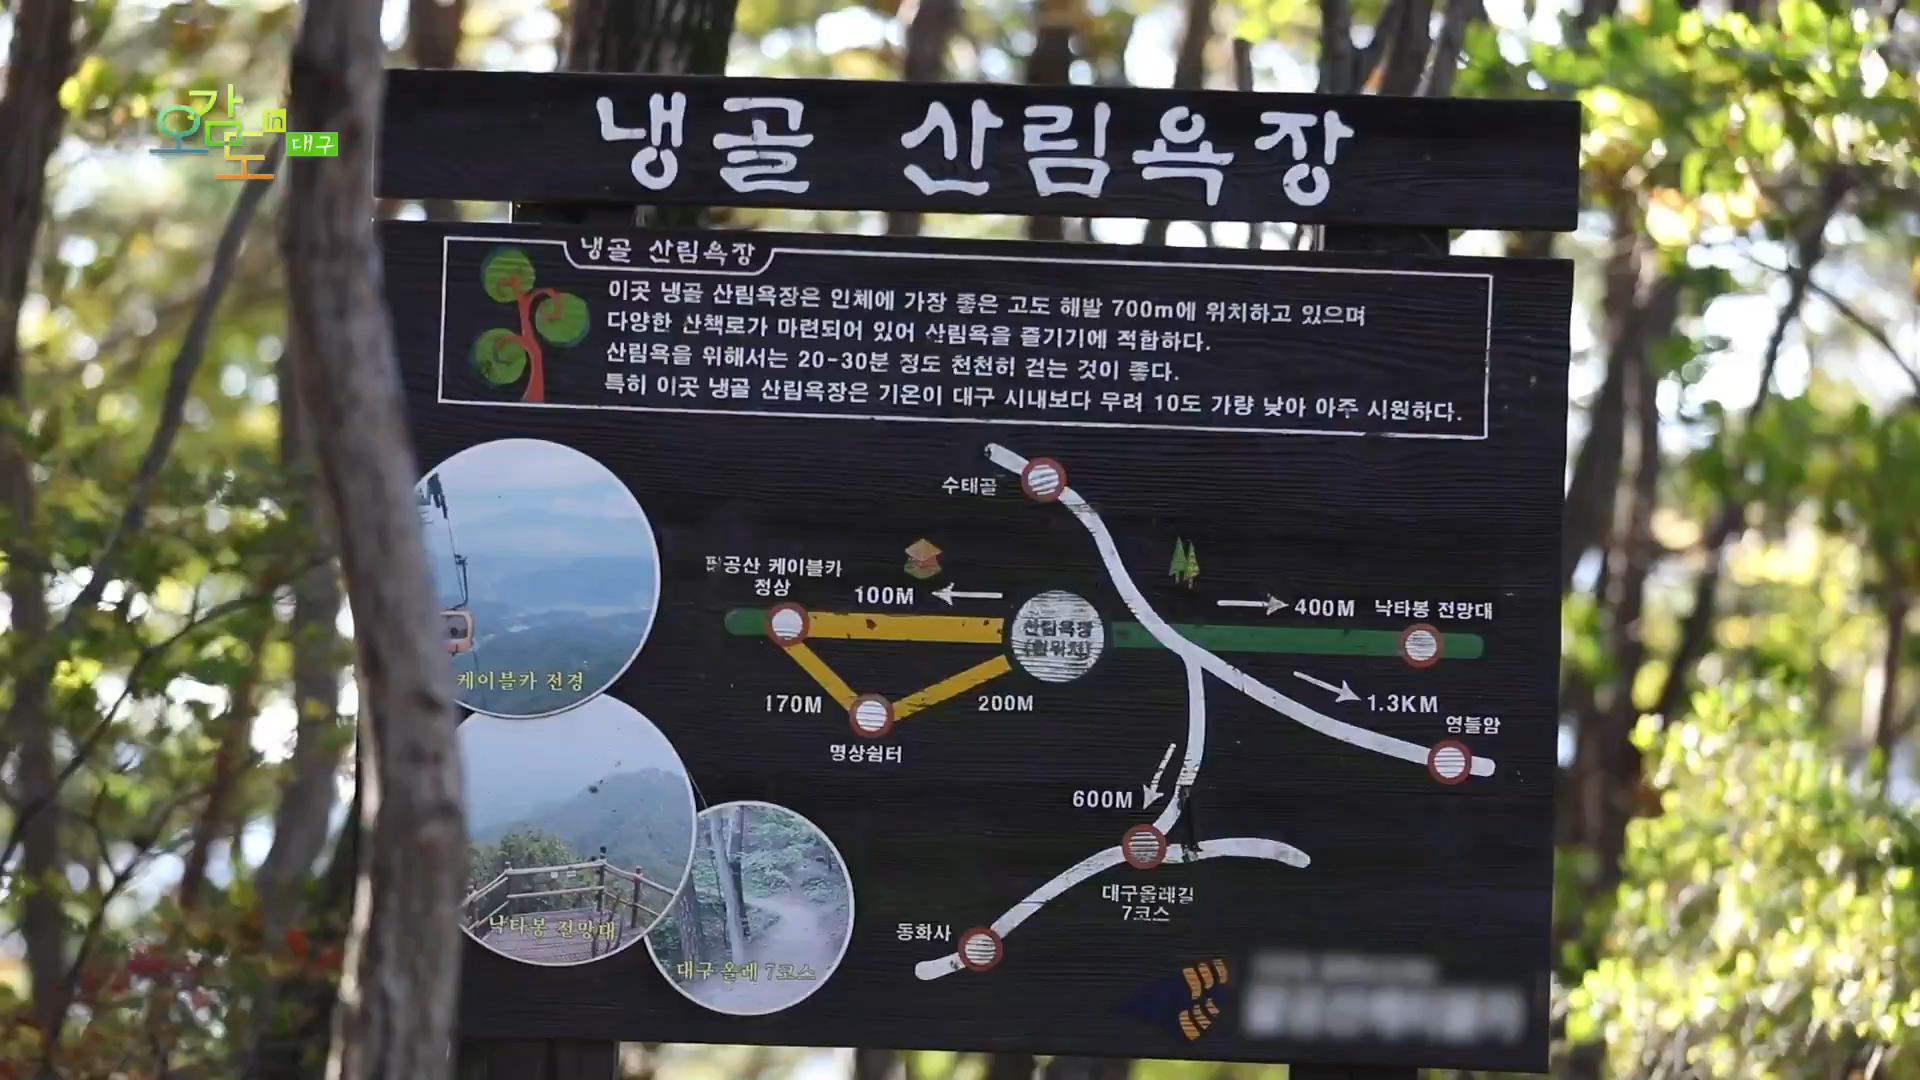 오감도 in 대구
냉골 산림욕장
냉골 산림욕장
이곳 냉골 산림욕장은 인체에 가장 좋은 고도 해발 700m에 위치하고 있으며
다양한 산책로가 마련되어 있어 산림욕을 즐기기에 적합하다.
산림욕을 위해서는 20-30분 정도 천천히 걷는 것이 좋다.
특히 이곳 냉골 산림욕장은 기온이 대구 시내보다 무려 10도 가량 낮아 아주 시원하다.
수태골
팔공산 케이블카
정상
100M
산림욕장
(현위치)
400M
낙타봉 전망대
170M
200M
명상쉼터
1.3KM
염불암
600M
대구올레길
7코스
동화사
케이블카 전경
낙타봉 전망대
대구 올레 7코스